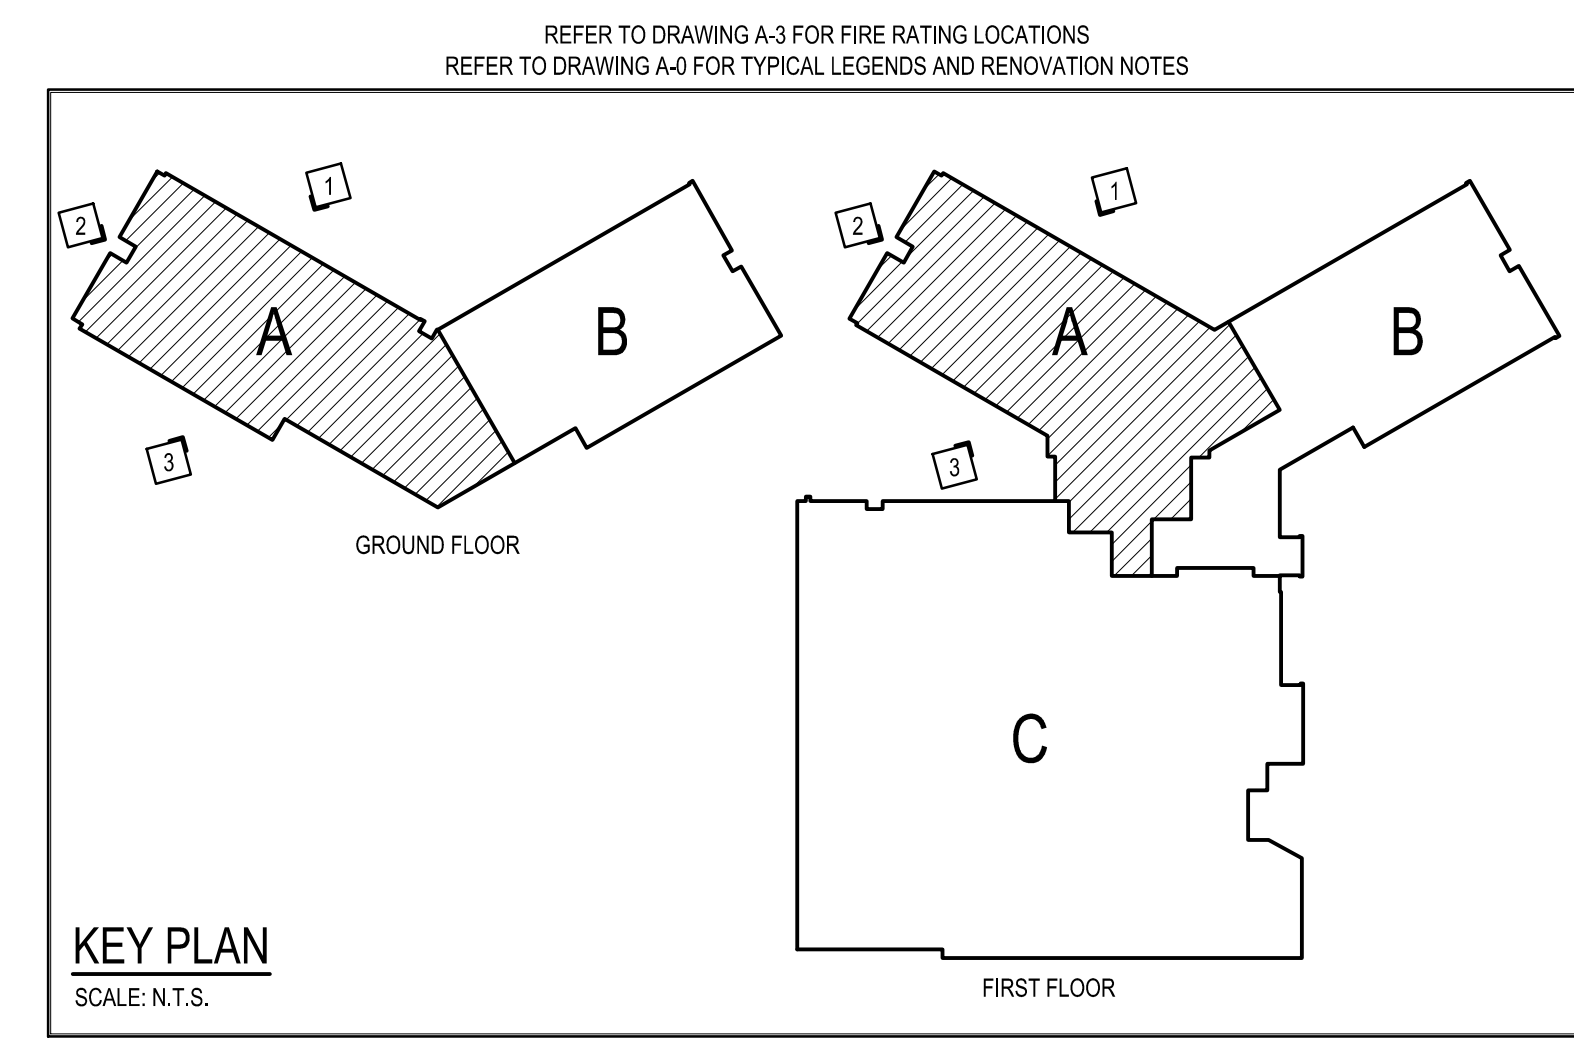 REFER TO DRAWING A-3 FOR FIRE RATING LOCATIONS
REFER TO DRAWING A-0 FOR TYPICAL LEGENDS AND RENOVATION NOTES
1
2
A
B
3
GROUND FLOOR
1
2
A
B
3
C
FIRST FLOOR
KEY PLAN
SCALE: N.T.S.